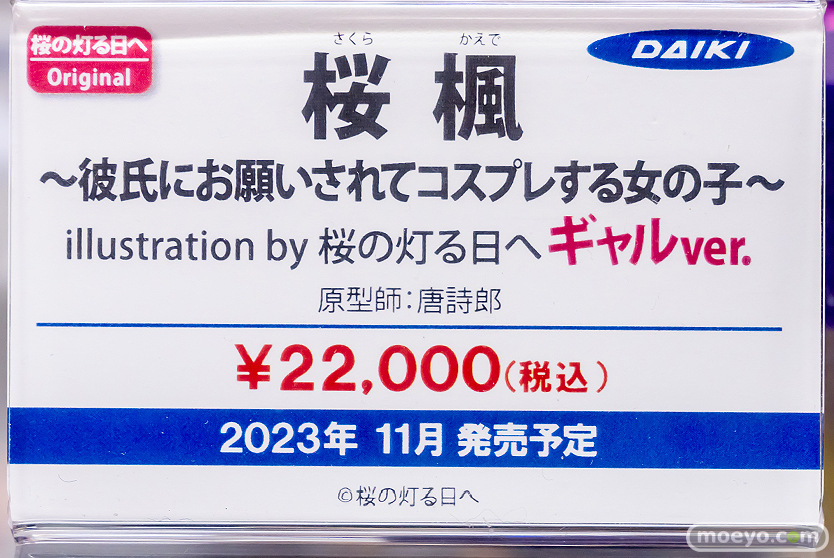 桜の灯る日へ
Original
DAIKI
さくら かえで
桜 楓
～彼氏にお願いされてコスプレする女の子～
illustration by 桜の灯る日へ ギャルver.
原型師：唐詩郎
¥22,000(税込)
2023年 11月 発売予定
©桜の灯る日へ
moeyo.com